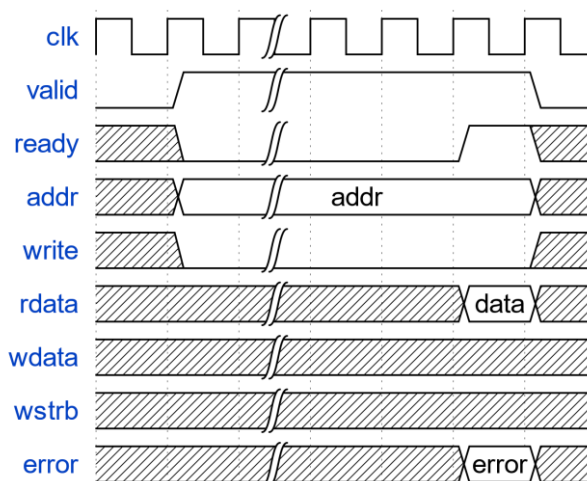 clk
valid
ready
addr addr
write
rdata data
wdata
wstrb
error error